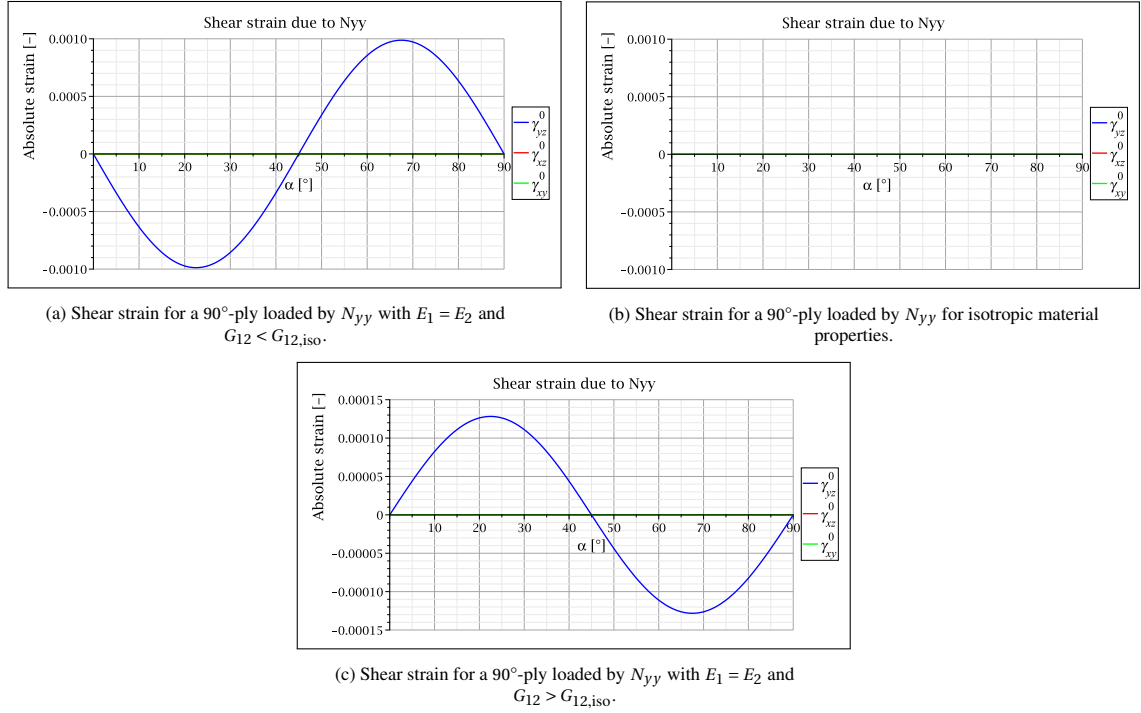 Shear strain due to Nyy
Absolute strain [–]
0.0010
0.0005
0
−0.0005
−0.0010
10 20 30 40 50 60 70 80 90
α [°]
γ⁰yz
γ⁰xz
γ⁰xy
(a) Shear strain for a 90°-ply loaded by Nyy with E1 = E2 and
G12 < G12,iso.
Shear strain due to Nyy
Absolute strain [–]
0.0010
0.0005
0
−0.0005
−0.0010
10 20 30 40 50 60 70 80 90
α [°]
γ⁰yz
γ⁰xz
γ⁰xy
(b) Shear strain for a 90°-ply loaded by Nyy for isotropic material
properties.
Shear strain due to Nyy
Absolute strain [–]
0.00015
0.00010
0.00005
0
−0.00005
−0.00010
−0.00015
10 20 30 40 50 60 70 80 90
α [°]
γ⁰yz
γ⁰xz
γ⁰xy
(c) Shear strain for a 90°-ply loaded by Nyy with E1 = E2 and
G12 > G12,iso.